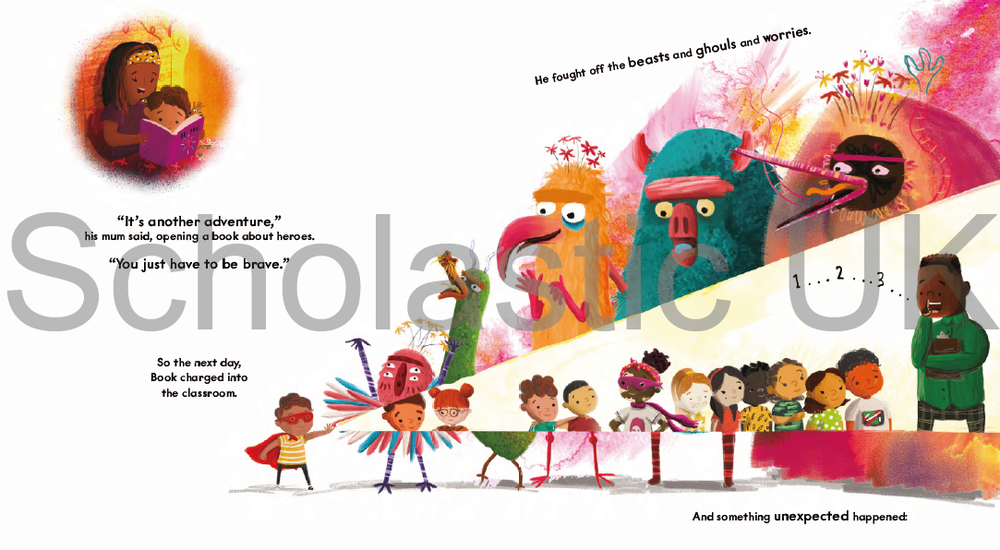 “It’s another adventure,”
his mum said, opening a book about heroes.
“You just have to be brave.”
So the next day,
Book charged into
the classroom.
He fought off the beasts and ghouls and worries.
1 . . . 2 . . . 3 . . .
And something unexpected happened:
Scholastic UK